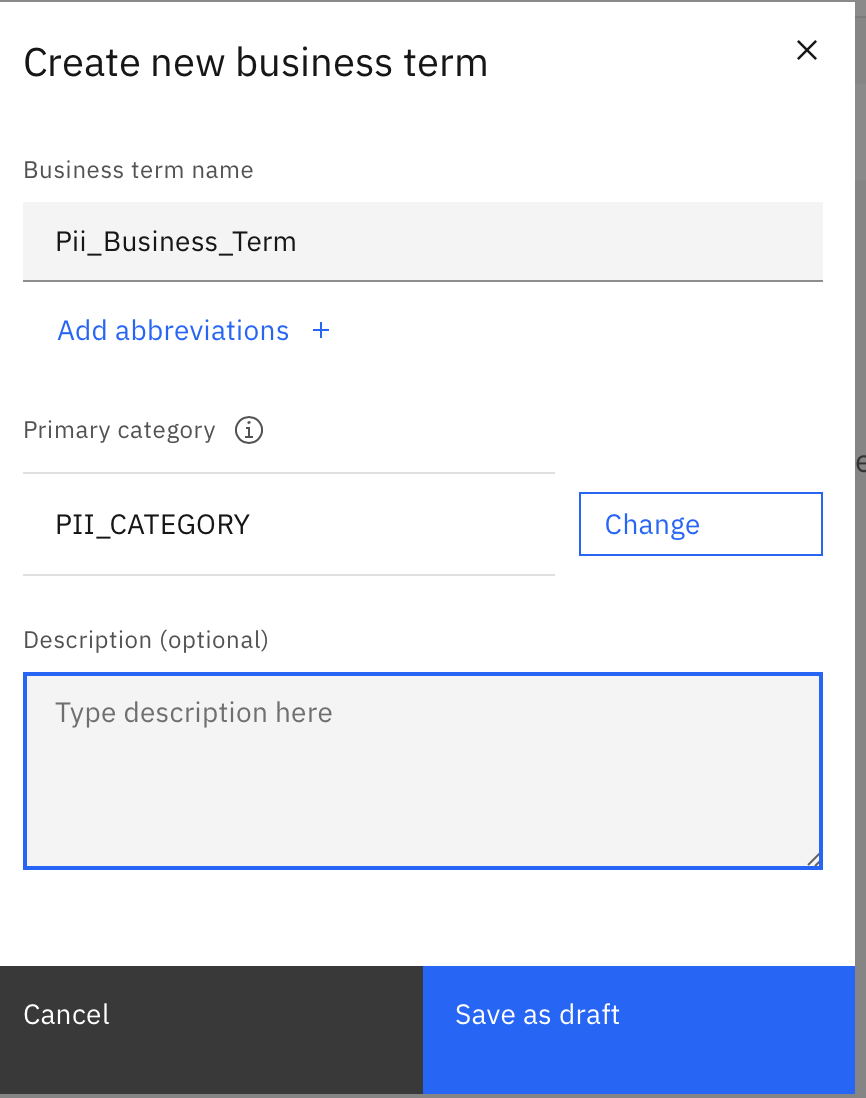 Create new business term
Business term name
Pii_Business_Term
Add abbreviations +
Primary category
PII_CATEGORY
Change
Description (optional)
Type description here
Cancel
Save as draft